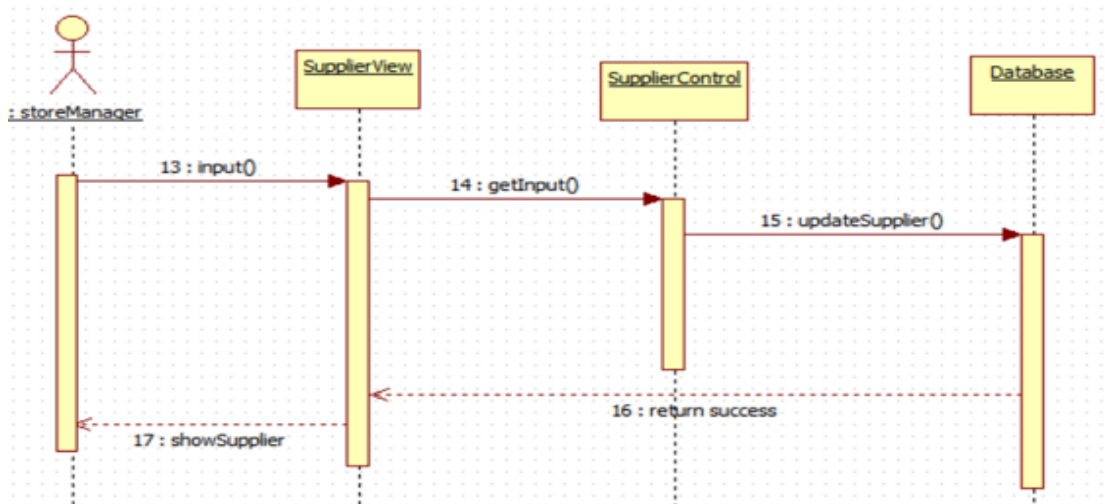 SupplierView
SupplierControl
Database
: storeManager
13 : input()
14 : getInput()
15 : updateSupplier()
16 : return success
17 : showSupplier